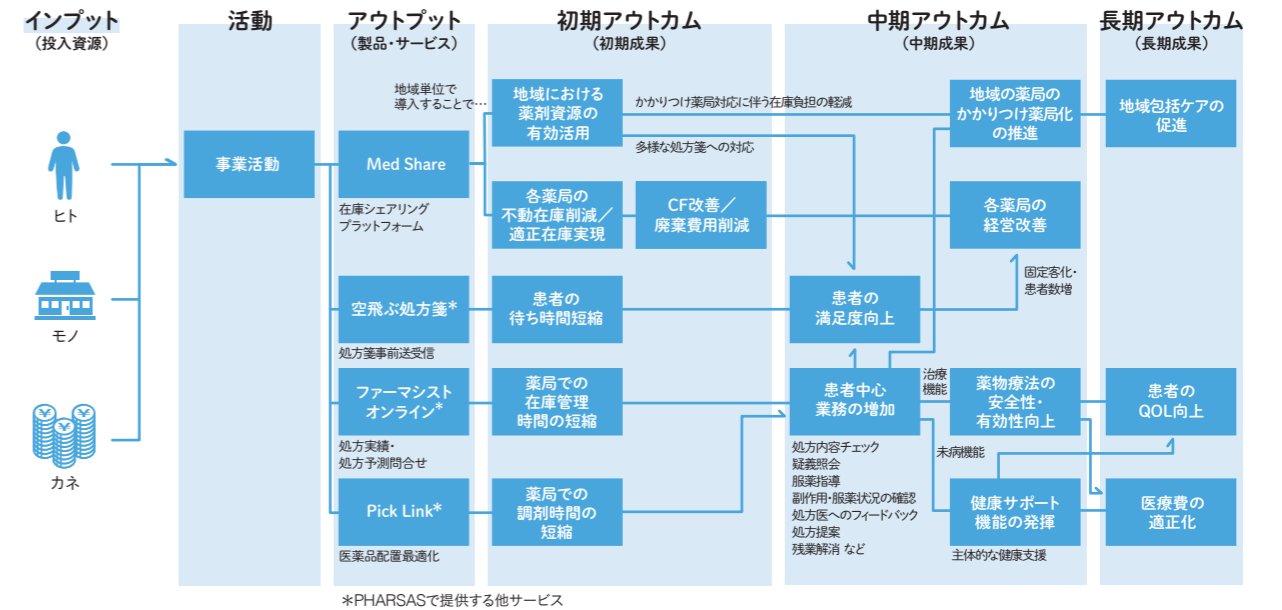 インプット
（投入資源）
活動
アウトプット
（製品・サービス）
初期アウトカム
（初期成果）
中期アウトカム
（中期成果）
長期アウトカム
（長期成果）
ヒト
モノ
カネ
事業活動
地域単位で
導入することで…
Med Share
在庫シェアリング
プラットフォーム
空飛ぶ処方箋＊
処方箋事前送受信
ファーマシスト
オンライン＊
処方実績・
処方予測問合せ
Pick Link＊
医薬品配置最適化
地域における
薬剤資源の
有効活用
かかりつけ薬局対応に伴う在庫負担の軽減
多様な処方箋への対応
各薬局の
不動在庫削減／
適正在庫実現
CF改善／
廃棄費用削減
患者の
待ち時間短縮
薬局での
在庫管理
時間の短縮
薬局での
調剤時間の
短縮
地域の薬局の
かかりつけ薬局化
の推進
各薬局の
経営改善
固定客化・
患者数増
患者の
満足度向上
患者中心
業務の増加
処方内容チェック
疑義照会
服薬指導
副作用・服薬状況の確認
処方医へのフィードバック
処方提案
残業解消 など
治療
機能
未病機能
薬物療法の
安全性・
有効性向上
健康サポート
機能の発揮
主体的な健康支援
地域包括ケアの
促進
患者の
QOL向上
医療費の
適正化
＊PHARSASで提供する他サービス